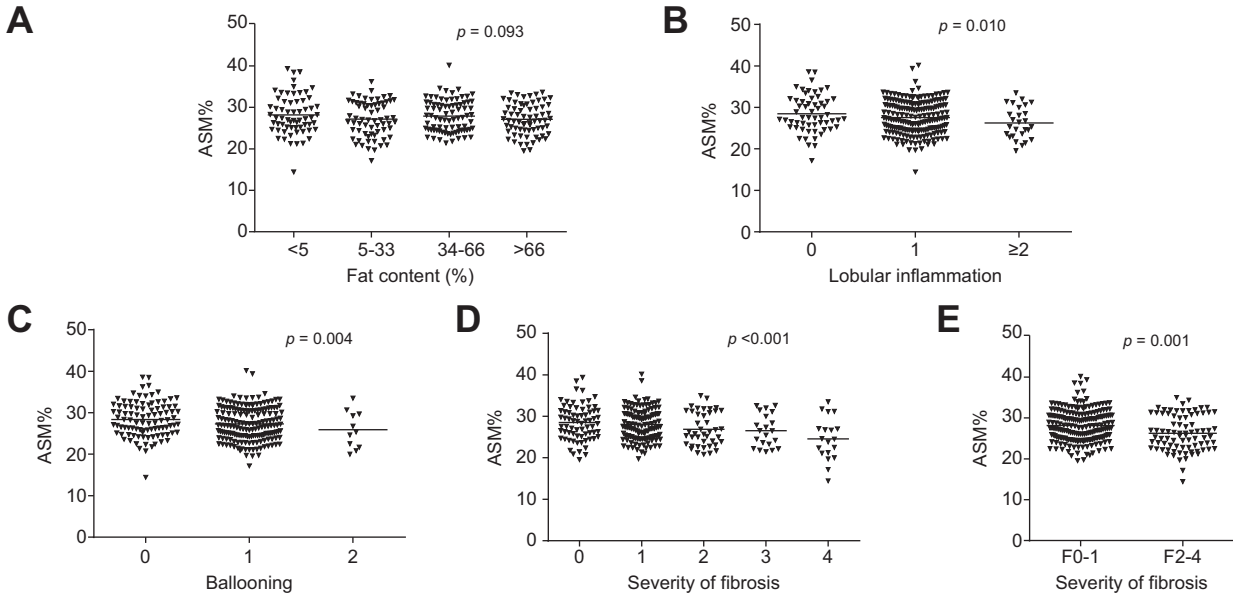 A
p = 0.093
ASM%
50
40
30
20
10
0
<5 5-33 34-66 >66
Fat content (%)
B
p = 0.010
ASM%
50
40
30
20
10
0
0 1 ≥2
Lobular inflammation
C
p = 0.004
ASM%
50
40
30
20
10
0
0 1 2
Ballooning
D
p <0.001
ASM%
50
40
30
20
10
0
0 1 2 3 4
Severity of fibrosis
E
p = 0.001
ASM%
50
40
30
20
10
0
F0-1 F2-4
Severity of fibrosis